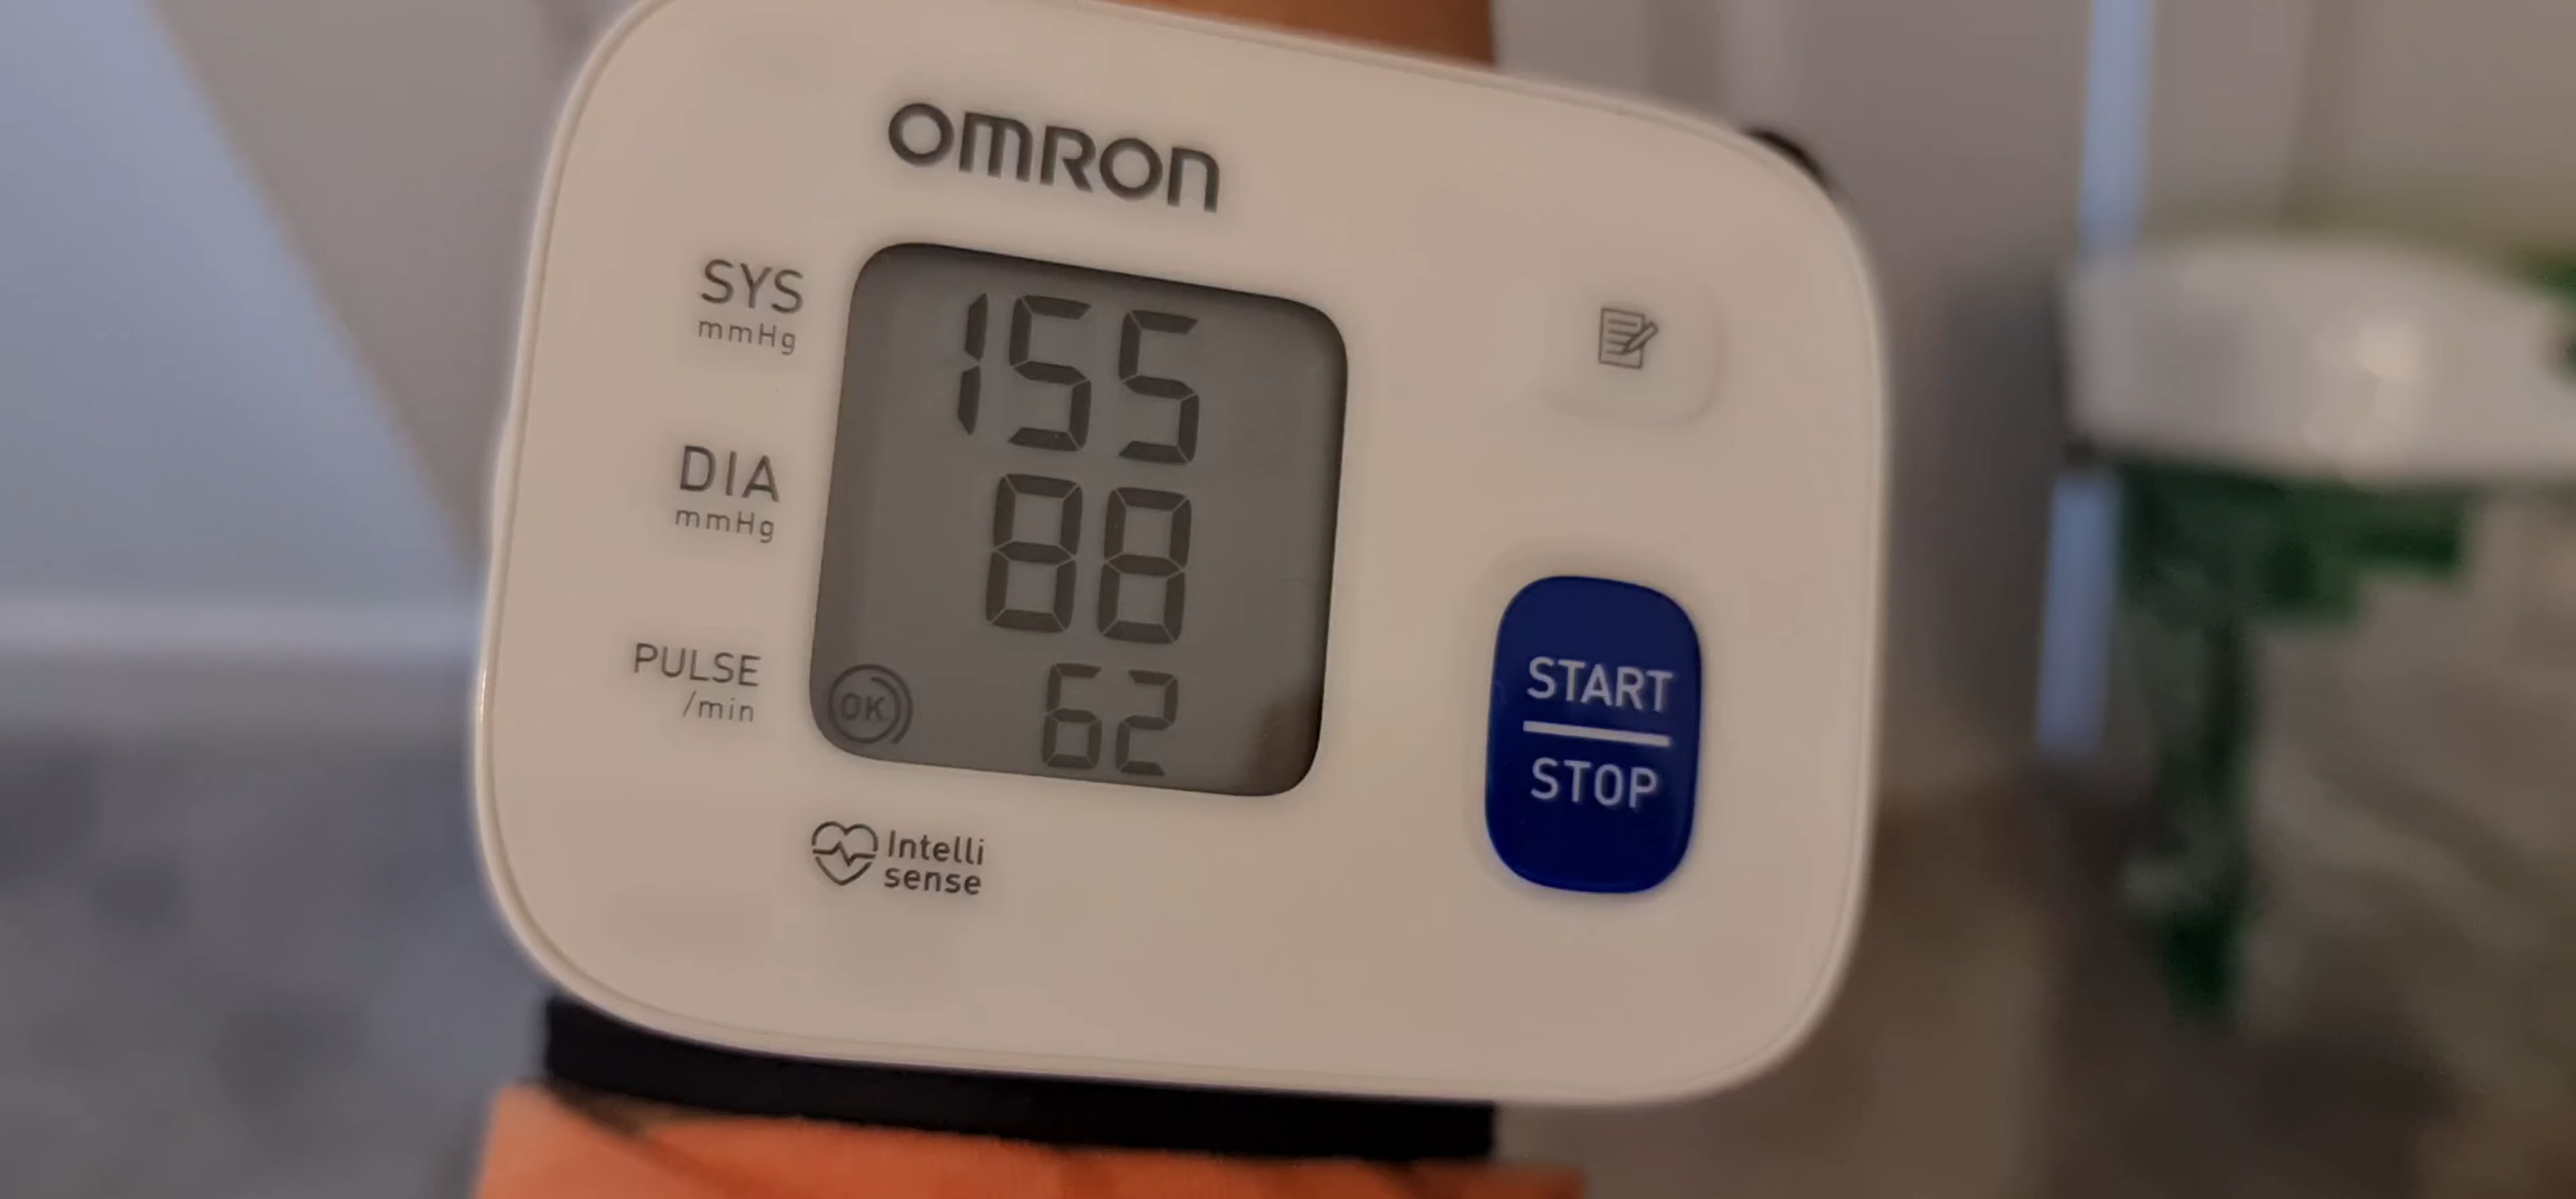 OMRON
SYS
mmHg
155
DIA
mmHg
88
PULSE
/min
OK
62
START
STOP
Intelli
sense